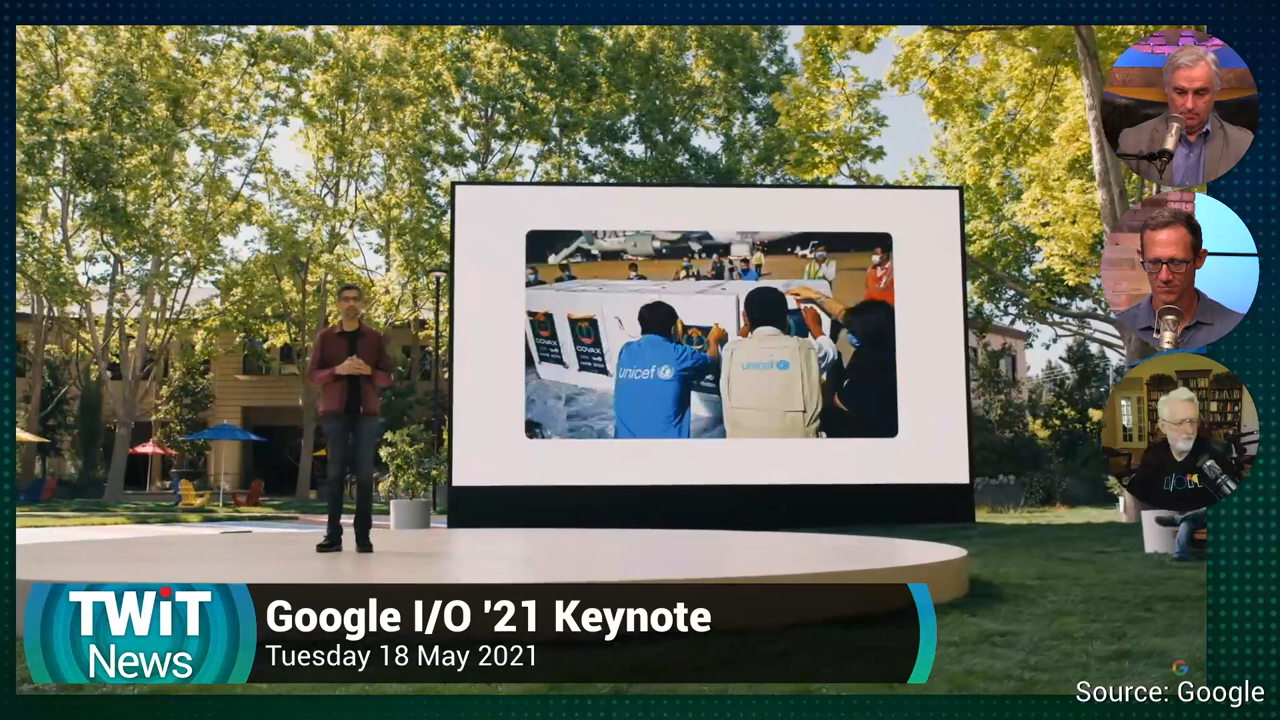 COVAX
COVAX
unicef
unicef
I/O
TWiT
News
Google I/O '21 Keynote
Tuesday 18 May 2021
Source: Google